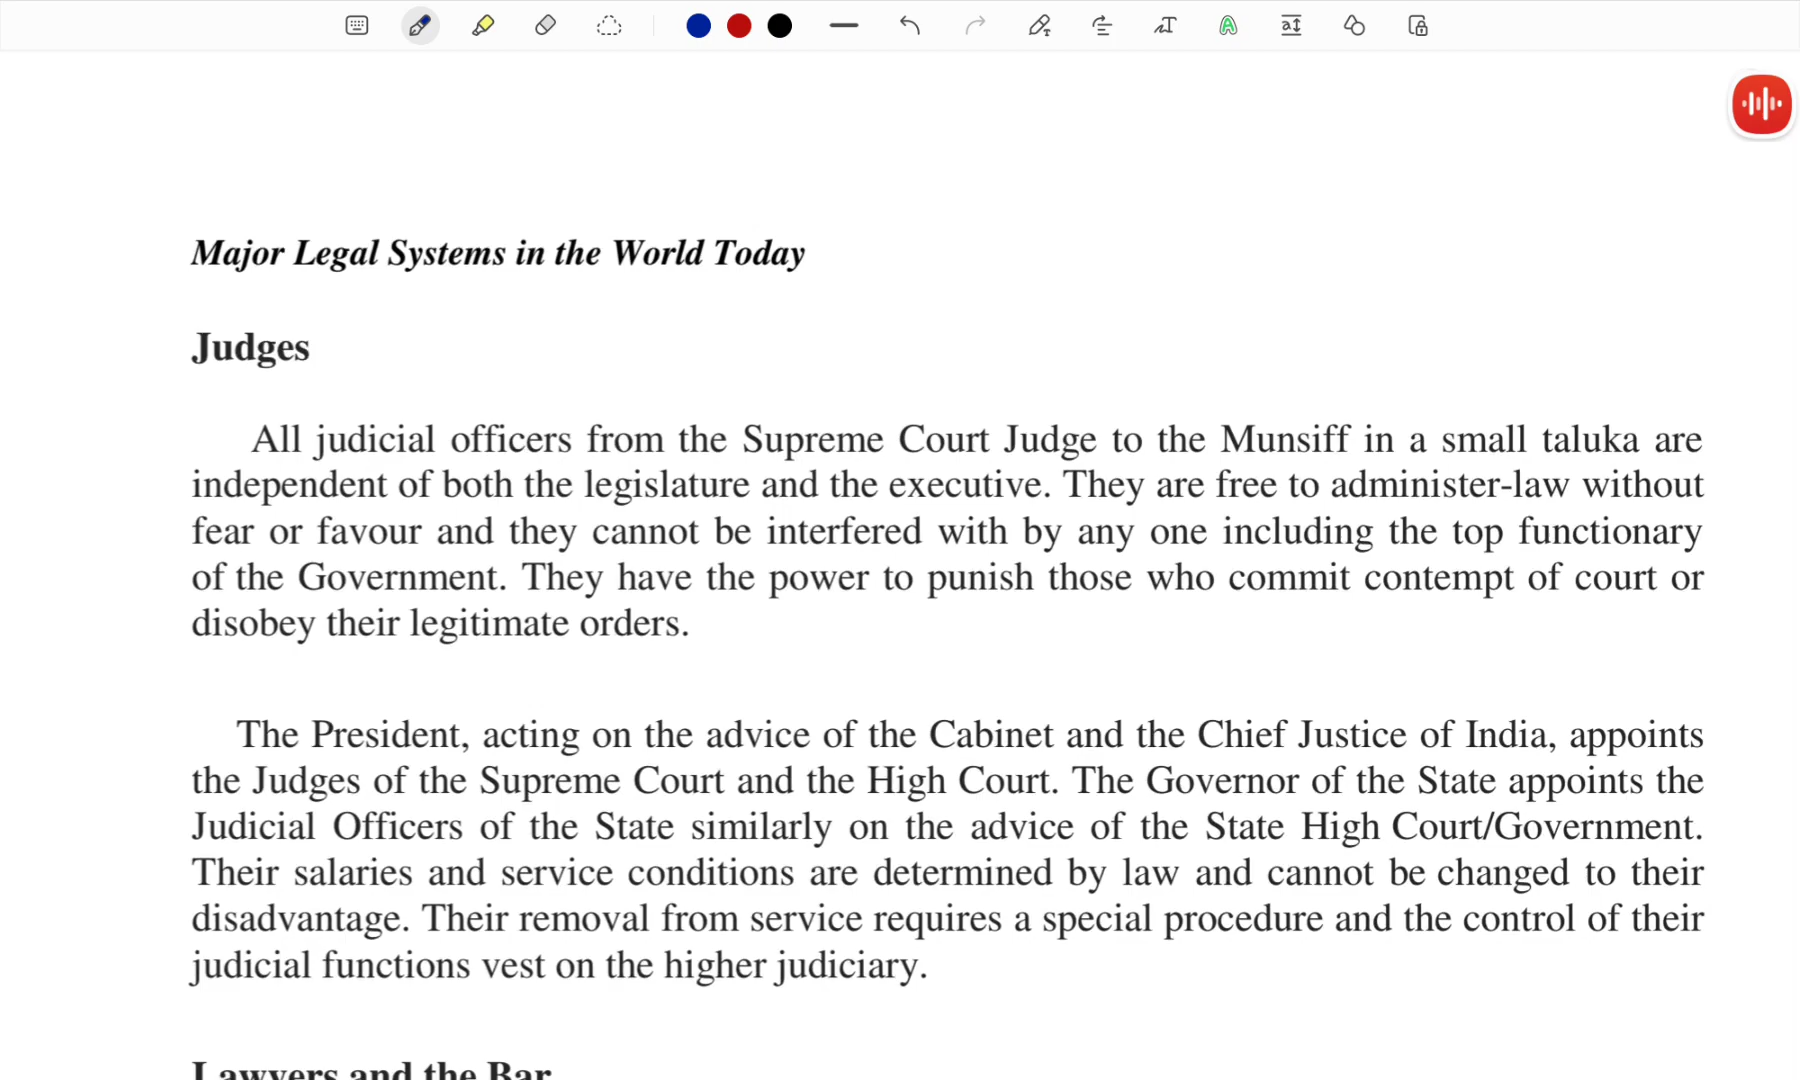 Major Legal Systems in the World Today
Judges
All judicial officers from the Supreme Court Judge to the Munsiff in a small taluka are
independent of both the legislature and the executive. They are free to administer-law without
fear or favour and they cannot be interfered with by any one including the top functionary
of the Government. They have the power to punish those who commit contempt of court or
disobey their legitimate orders.
The President, acting on the advice of the Cabinet and the Chief Justice of India, appoints
the Judges of the Supreme Court and the High Court. The Governor of the State appoints the
Judicial Officers of the State similarly on the advice of the State High Court/Government.
Their salaries and service conditions are determined by law and cannot be changed to their
disadvantage. Their removal from service requires a special procedure and the control of their
judicial functions vest on the higher judiciary.
Lawyers and the Bar